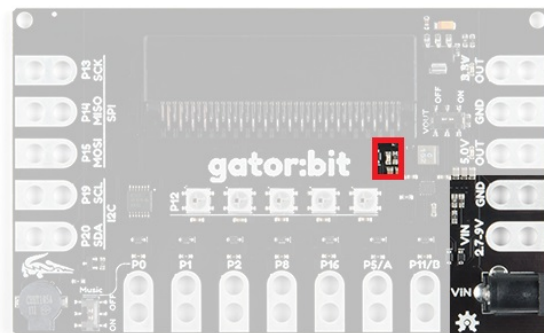 P13
SCK
3.3V
OUT
OFF
ON
VOUT
P14
MISO
SPI
GND
P15
MOSI
5.0V
OUT
gator:bit
P19
SCL
I2C
P12
GND
P20
SDA
VIN
2.7-9V
Music
OFF
ON
P0
P1
P2
P8
P16
P5/A
P11/B
VIN